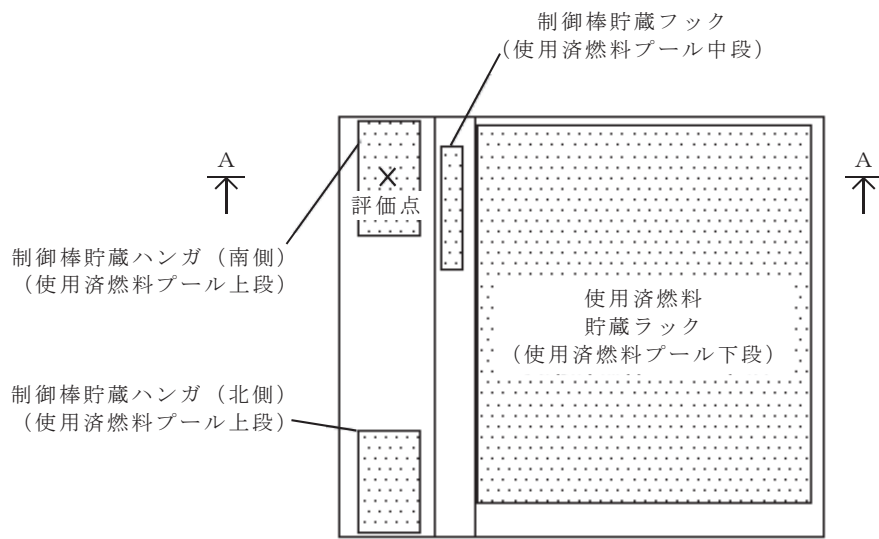 制御棒貯蔵フック
（使用済燃料プール中段）
A
A
評価点
制御棒貯蔵ハンガ（南側）
（使用済燃料プール上段）
使用済燃料
貯蔵ラック
（使用済燃料プール下段）
制御棒貯蔵ハンガ（北側）
（使用済燃料プール上段）